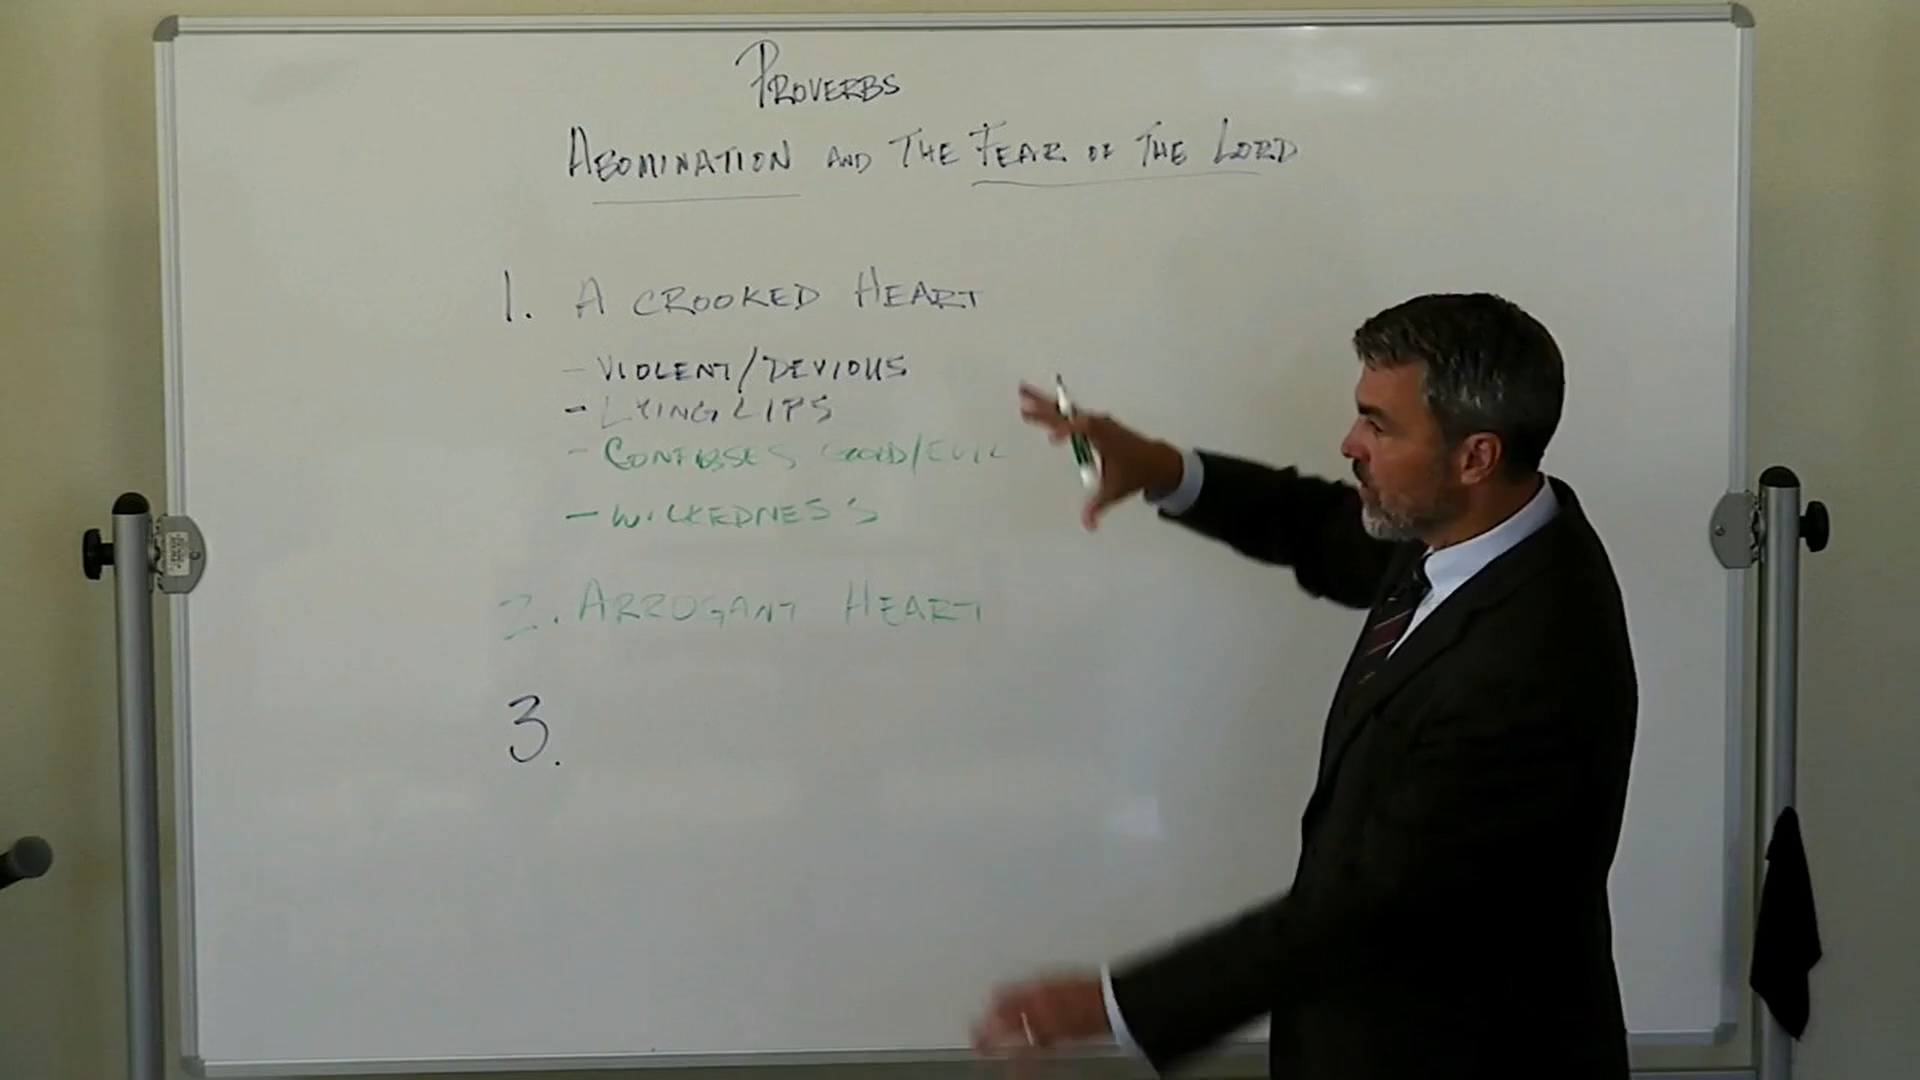 PROVERBS
ABOMINATION AND THE FEAR OF THE LORD
1. A CROOKED HEART
- VIOLENT/DEVIOUS
- LYING LIPS
- CONFUSES GOOD/EVIL
- WICKEDNESS
2. ARROGANT HEART
3.